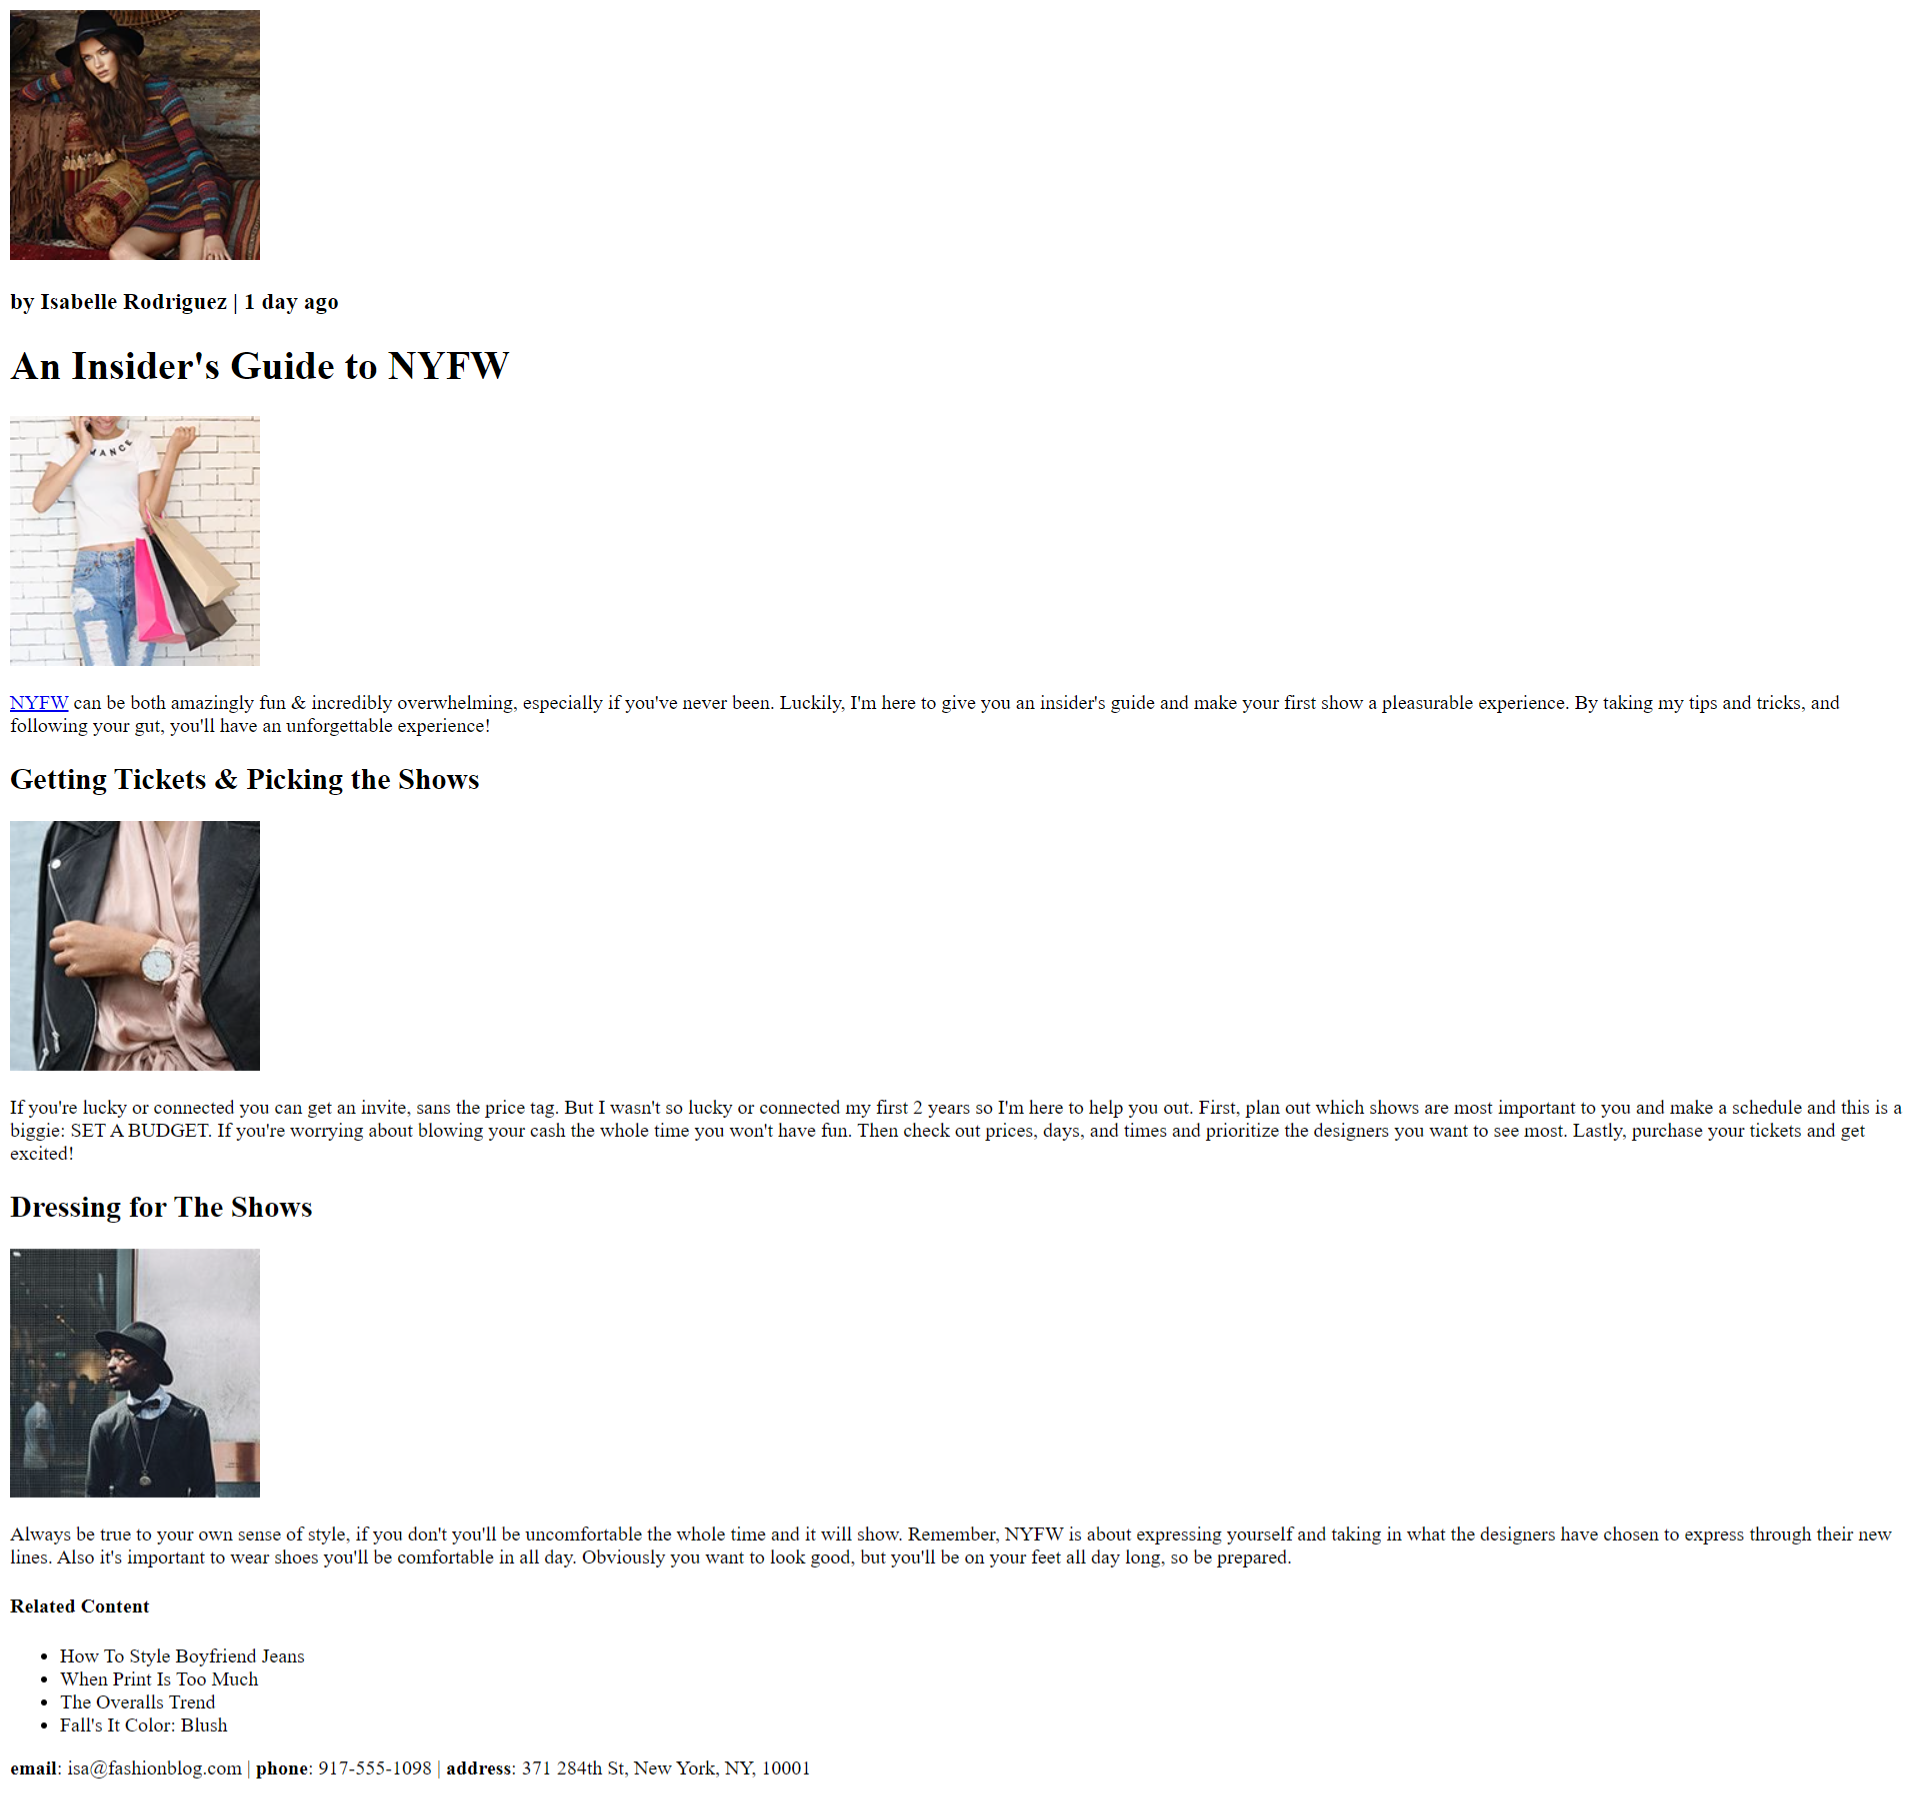 by Isabelle Rodriguez | 1 day ago
An Insider's Guide to NYFW
MANCE
NYFW can be both amazingly fun & incredibly overwhelming, especially if you've never been. Luckily, I'm here to give you an insider's guide and make your first show a pleasurable experience. By taking my tips and tricks, and
following your gut, you'll have an unforgettable experience!
Getting Tickets & Picking the Shows
If you're lucky or connected you can get an invite, sans the price tag. But I wasn't so lucky or connected my first 2 years so I'm here to help you out. First, plan out which shows are most important to you and make a schedule and this is a
biggie: SET A BUDGET. If you're worrying about blowing your cash the whole time you won't have fun. Then check out prices, days, and times and prioritize the designers you want to see most. Lastly, purchase your tickets and get
excited!
Dressing for The Shows
Always be true to your own sense of style, if you don't you'll be uncomfortable the whole time and it will show. Remember, NYFW is about expressing yourself and taking in what the designers have chosen to express through their new
lines. Also it's important to wear shoes you'll be comfortable in all day. Obviously you want to look good, but you'll be on your feet all day long, so be prepared.
Related Content
• How To Style Boyfriend Jeans
• When Print Is Too Much
• The Overalls Trend
• Fall's It Color: Blush
email: isa@fashionblog.com | phone: 917-555-1098 | address: 371 284th St, New York, NY, 10001